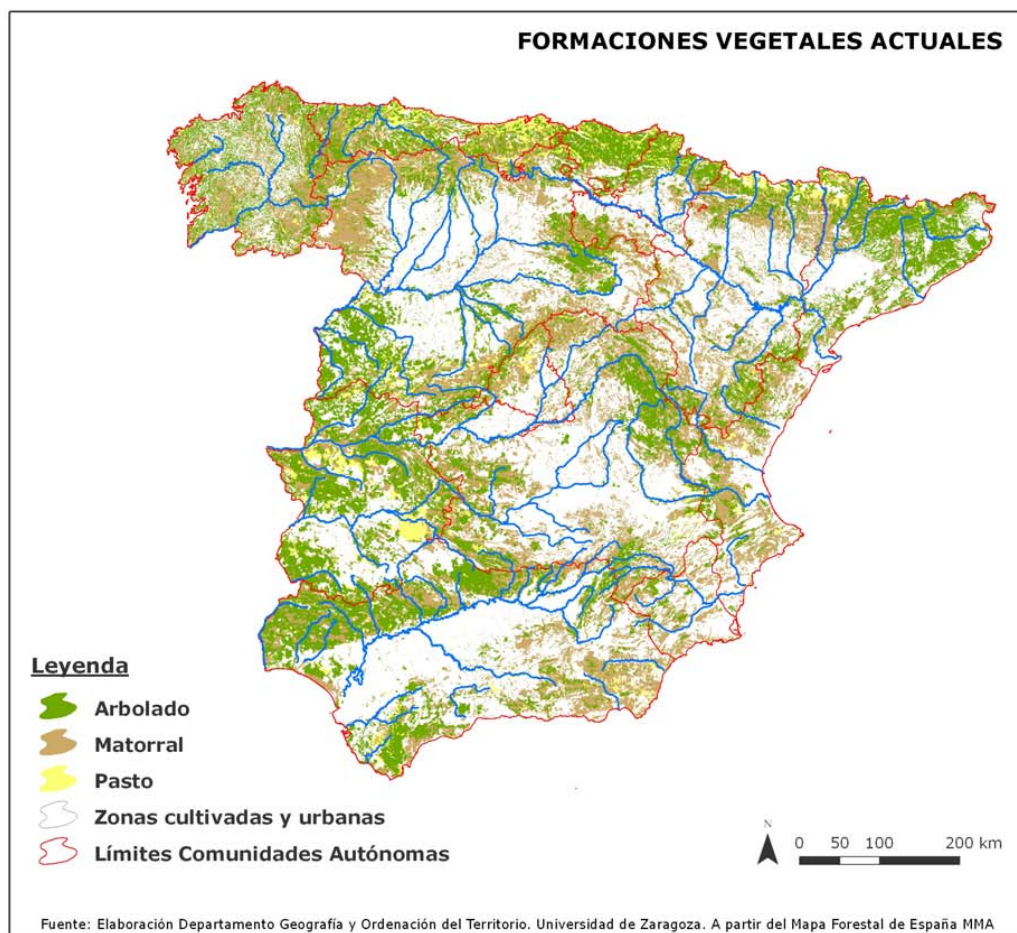 FORMACIONES VEGETALES ACTUALES
Leyenda
Arbolado
Matorral
Pasto
Zonas cultivadas y urbanas
Límites Comunidades Autónomas
N
0 50 100 200 km
Fuente: Elaboración Departamento Geografía y Ordenación del Territorio. Universidad de Zaragoza. A partir del Mapa Forestal de España MMA